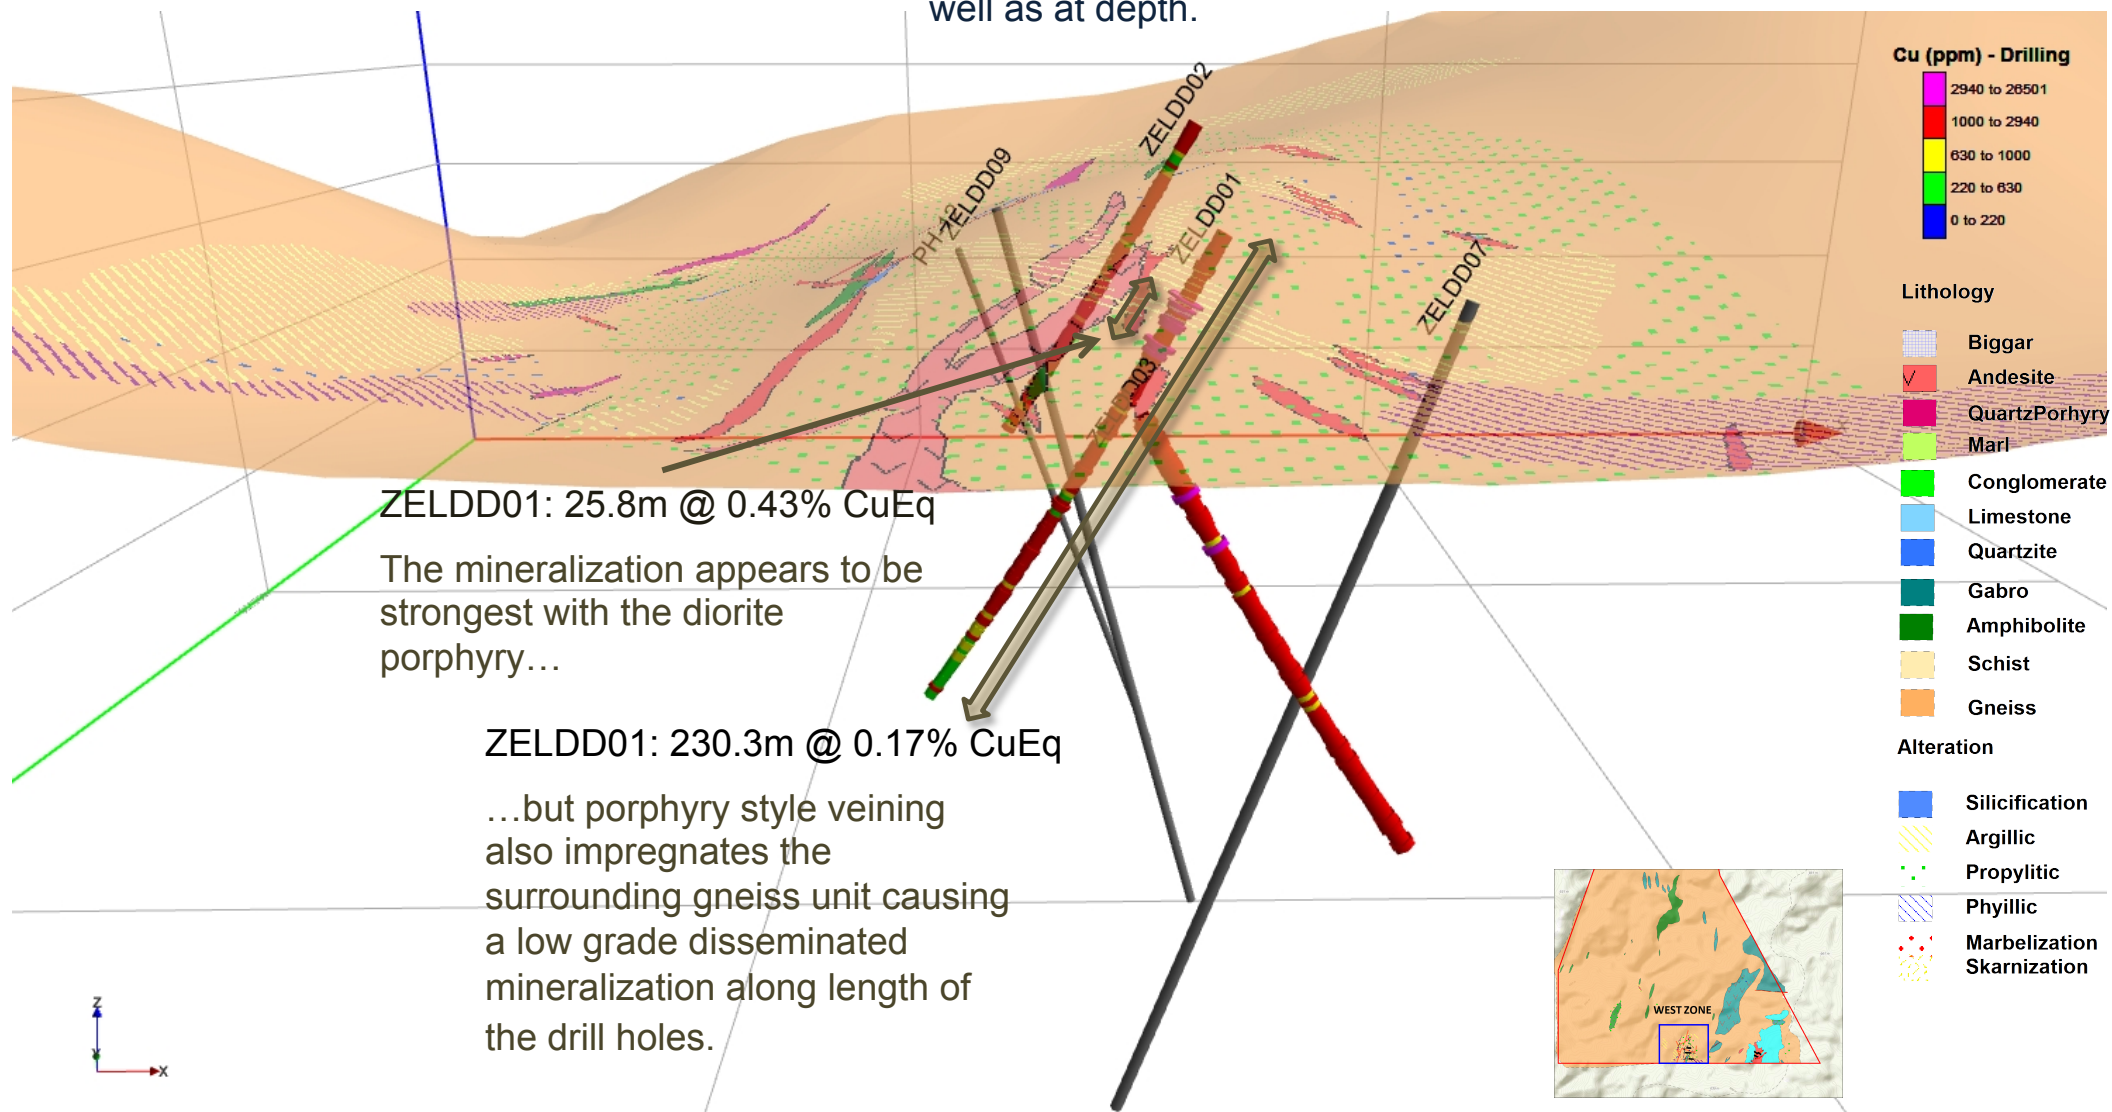 well as at depth.
Cu (ppm) - Drilling
2940 to 26501
1000 to 2940
630 to 1000
220 to 630
0 to 220
ZELDD02
ZELDD09
ZELDD01
ZELDD07
Lithology
Biggar
Andesite
QuartzPorhyry
Marl
Conglomerate
Limestone
Quartzite
Gabro
Amphibolite
Schist
Gneiss
Alteration
Silicification
Argillic
Propylitic
Phyillic
Marbelization
Skarnization
ZELDD01: 25.8m @ 0.43% CuEq
The mineralization appears to be
strongest with the diorite
porphyry…
ZELDD01: 230.3m @ 0.17% CuEq
…but porphyry style veining
also impregnates the
surrounding gneiss unit causing
a low grade disseminated
mineralization along length of
the drill holes.
WEST ZONE
Z
Y
X